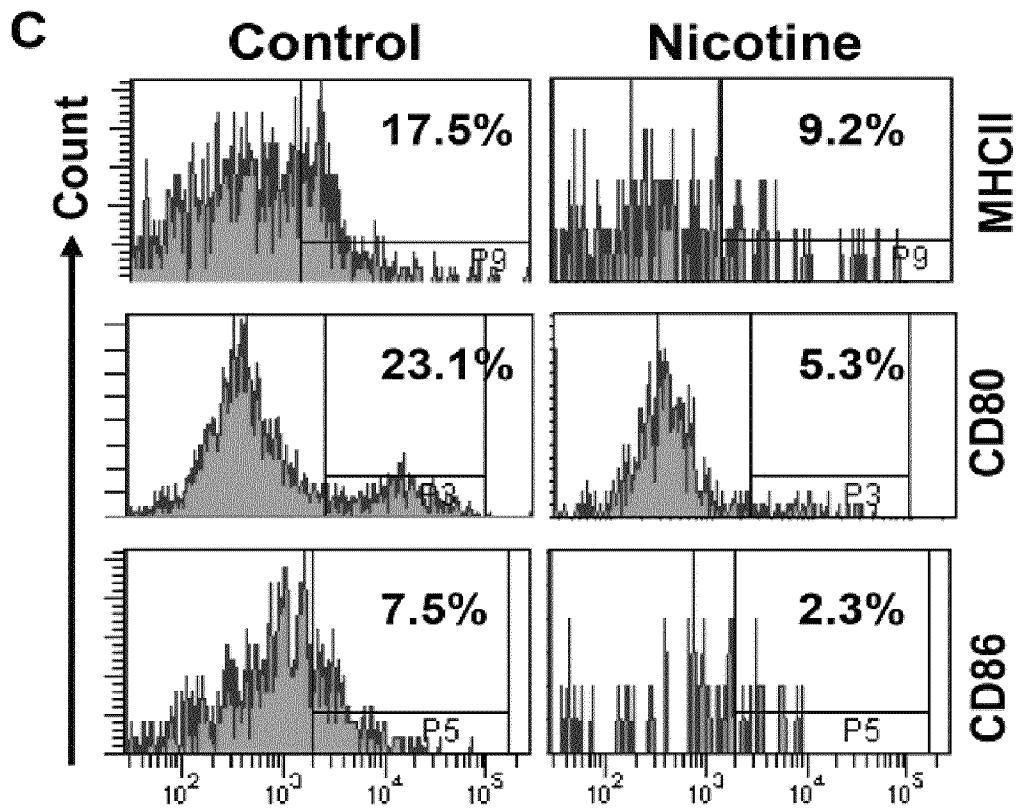 C
Control Nicotine
Count
17.5% 9.2%
P9 P9
MHCII
23.1% 5.3%
P3 P3
CD80
7.5% 2.3%
P5 P5
CD86
10² 10³ 10⁴ 10⁵ 10² 10³ 10⁴ 10⁵